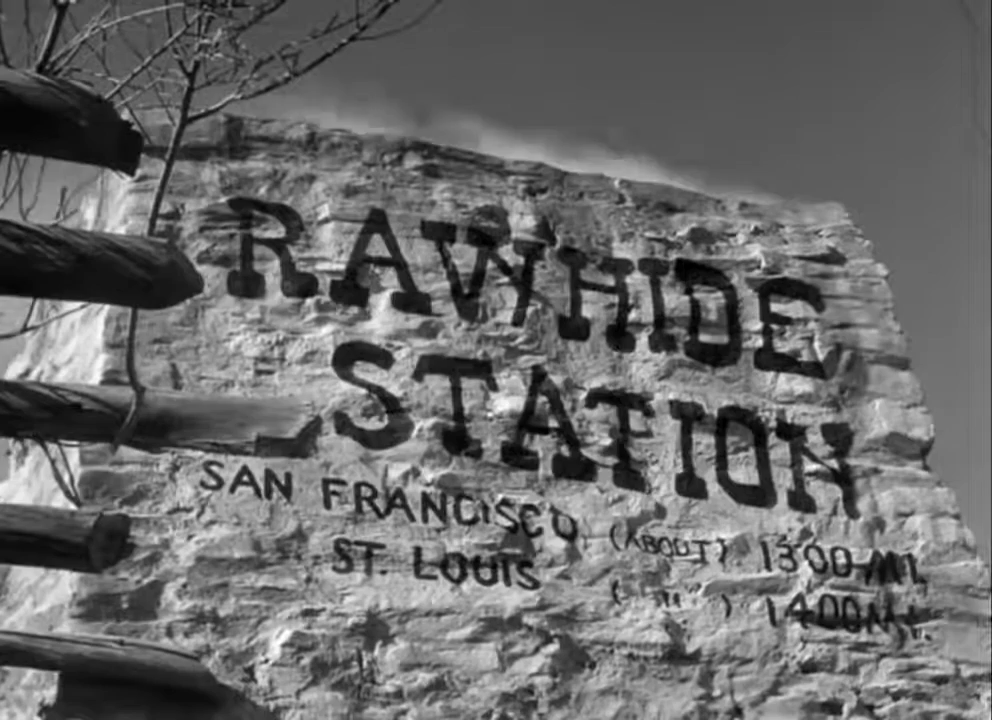 RAWHIDE
STATION
SAN FRANCISCO (ABOUT) 1300 MI.
ST. LOUIS ( " ) 1400 MI.